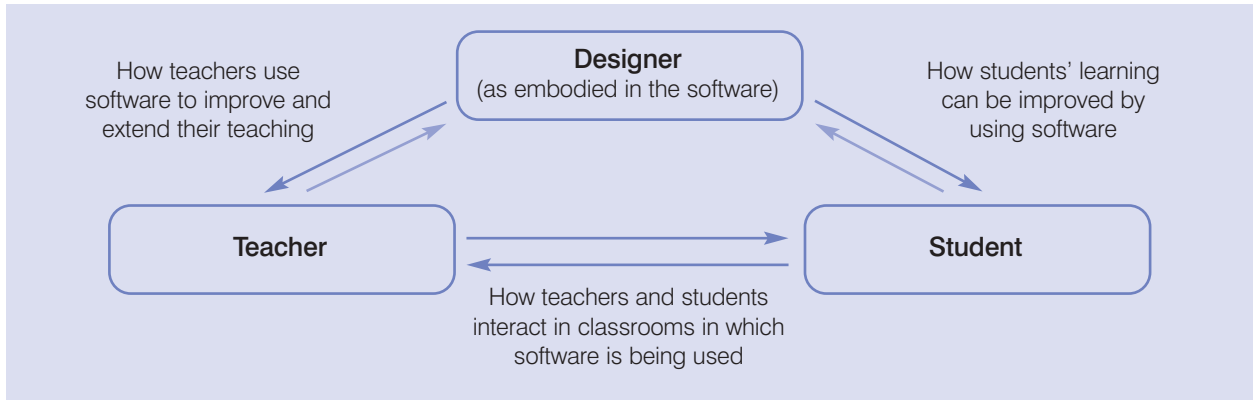 How teachers use
software to improve and
extend their teaching
Designer
(as embodied in the software)
How students’ learning
can be improved by
using software
Teacher
Student
How teachers and students
interact in classrooms in which
software is being used